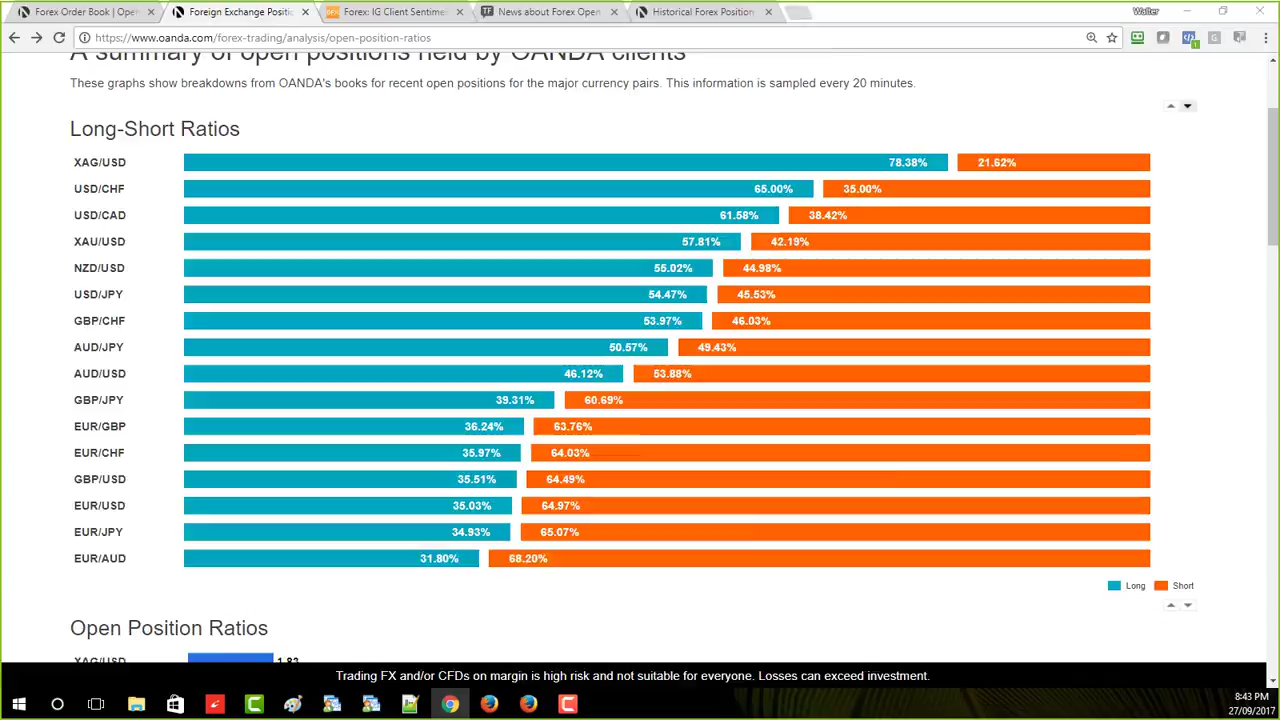 Forex Order Book |
Foreign Exchange Positi
Forex: IG Client Sentime
News about Forex Open
Historical Forex Position
Walter
https://www.oanda.com/forex-trading/analysis/open-position-ratios
A summary of open positions held by OANDA clients
These graphs show breakdowns from OANDA's books for recent open positions for the major currency pairs. This information is sampled every 20 minutes.
Long-Short Ratios
XAG/USD 78.38% 21.62%
USD/CHF 65.00% 35.00%
USD/CAD 61.58% 38.42%
XAU/USD 57.81% 42.19%
NZD/USD 55.02% 44.98%
USD/JPY 54.47% 45.53%
GBP/CHF 53.97% 46.03%
AUD/JPY 50.57% 49.43%
AUD/USD 46.12% 53.88%
GBP/JPY 39.31% 60.69%
EUR/GBP 36.24% 63.76%
EUR/CHF 35.97% 64.03%
GBP/USD 35.51% 64.49%
EUR/USD 35.03% 64.97%
EUR/JPY 34.93% 65.07%
EUR/AUD 31.80% 68.20%
Long Short
Open Position Ratios
XAG/USD 1.83
Trading FX and/or CFDs on margin is high risk and not suitable for everyone. Losses can exceed investment.
8:43 PM
27/09/2017